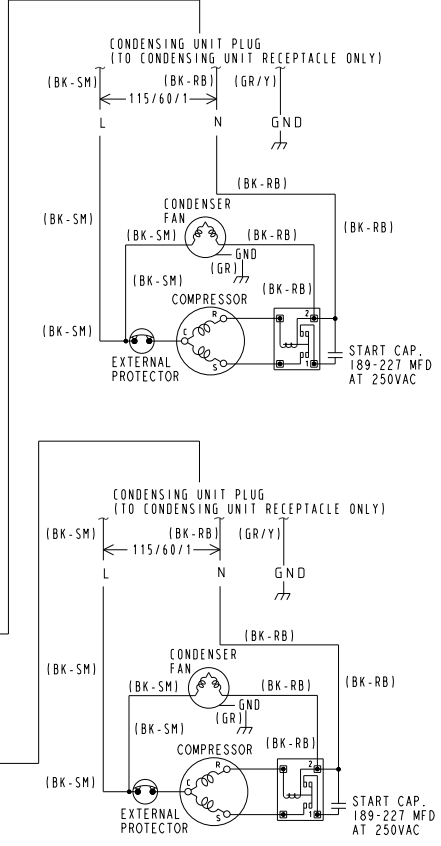 CONDENSING UNIT PLUG
(TO CONDENSING UNIT RECEPTACLE ONLY)
(BK-SM)
(BK-RB)
(GR/Y)
115/60/1
L
N
GND
(BK-RB)
(BK-SM)
CONDENSER
FAN
(BK-RB)
(BK-SM)
(BK-RB)
GND
(GR)
(BK-SM)
(BK-RB)
COMPRESSOR
R
2
(BK-SM)
C
START CAP.
189-227 MFD
AT 250VAC
EXTERNAL
PROTECTOR
S
1
CONDENSING UNIT PLUG
(TO CONDENSING UNIT RECEPTACLE ONLY)
(BK-SM)
(BK-RB)
(GR/Y)
115/60/1
L
N
GND
(BK-RB)
CONDENSER
FAN
(BK-SM)
(BK-RB)
(BK-SM)
(BK-RB)
GND
(GR)
(BK-SM)
(BK-RB)
COMPRESSOR
R
2
(BK-SM)
C
START CAP.
189-227 MFD
AT 250VAC
EXTERNAL
PROTECTOR
S
1